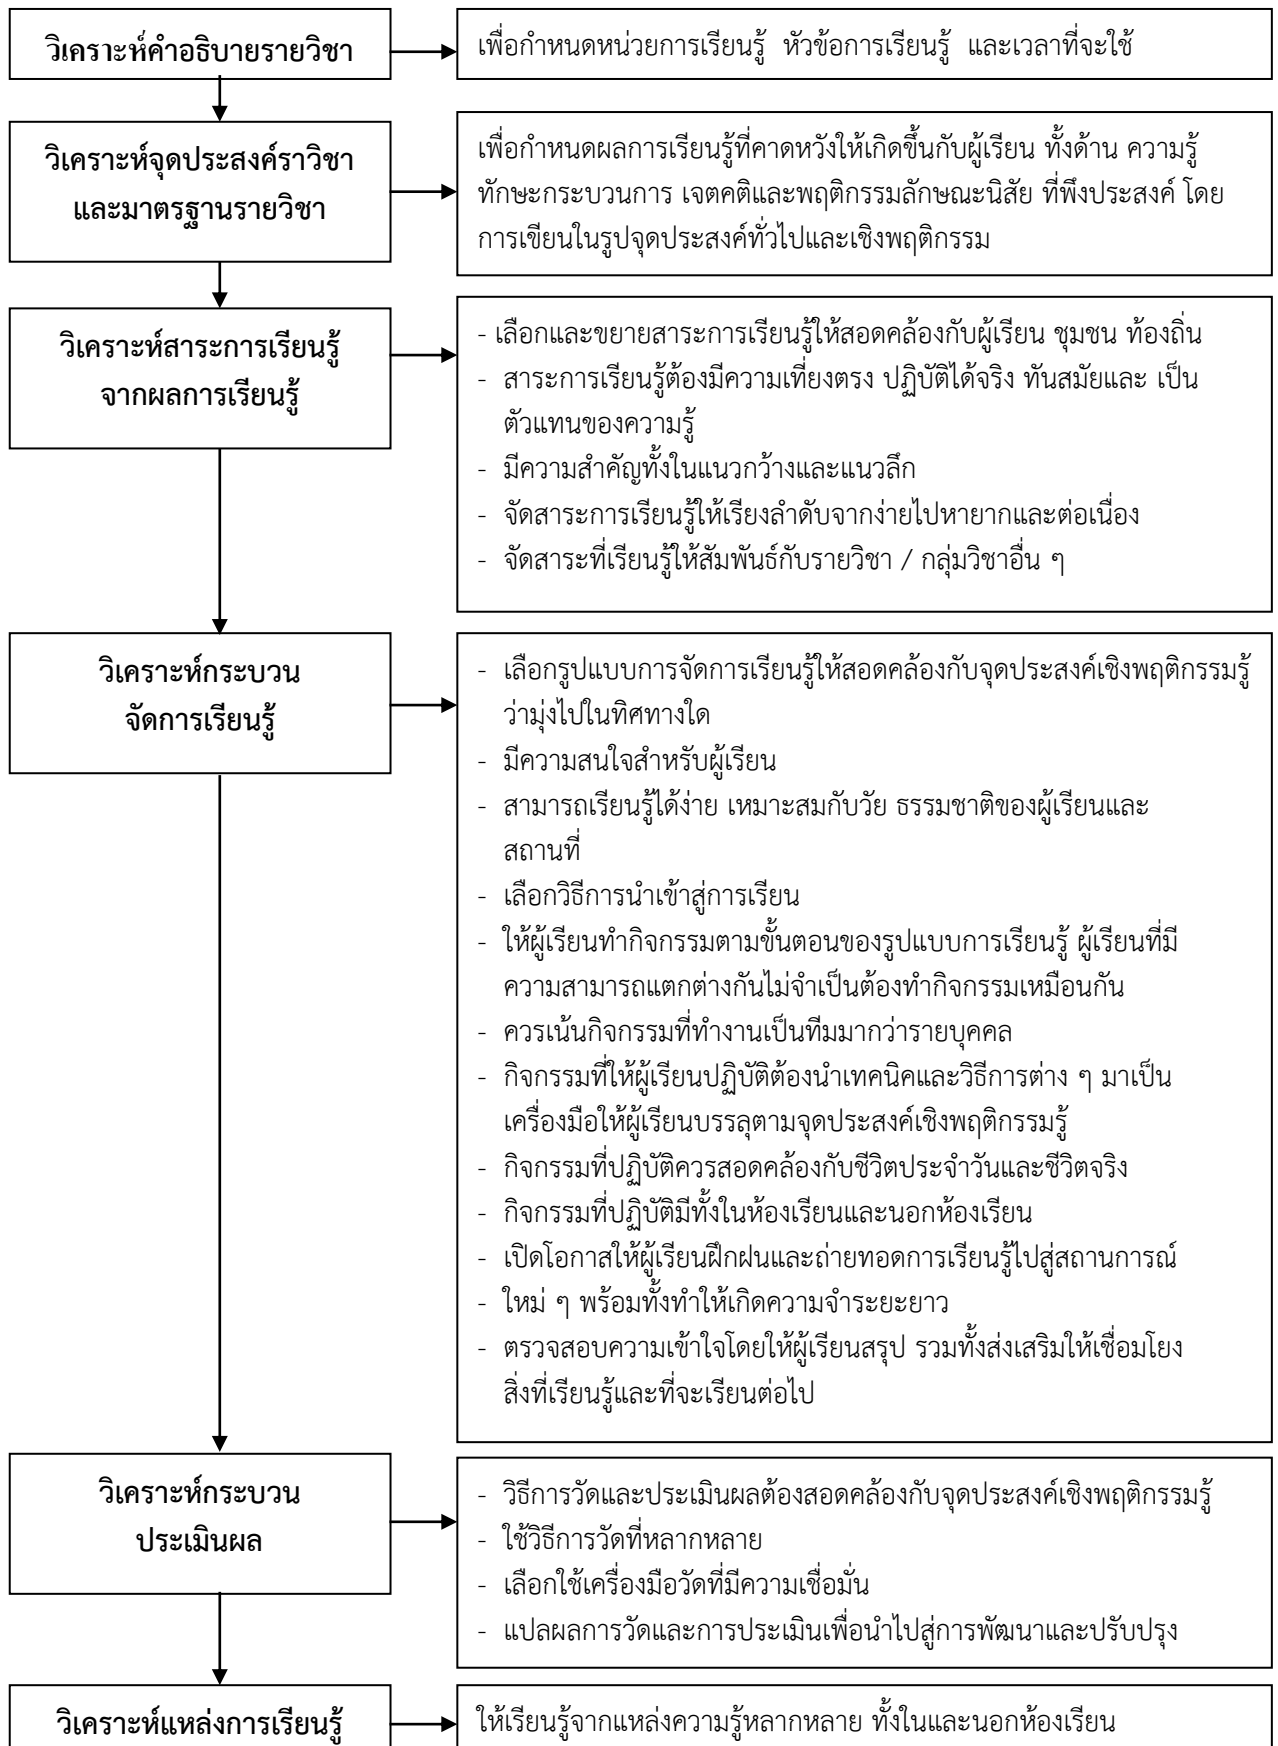 วิเคราะห์คำอธิบายรายวิชา
เพื่อกำหนดหน่วยการเรียนรู้ หัวข้อการเรียนรู้ และเวลาที่จะใช้
วิเคราะห์จุดประสงค์ราวิชา
และมาตรฐานรายวิชา
เพื่อกำหนดผลการเรียนรู้ที่คาดหวังให้เกิดขึ้นกับผู้เรียน ทั้งด้าน ความรู้
ทักษะกระบวนการ เจตคติและพฤติกรรมลักษณะนิสัย ที่พึงประสงค์ โดย
การเขียนในรูปจุดประสงค์ทั่วไปและเชิงพฤติกรรม
วิเคราะห์สาระการเรียนรู้
จากผลการเรียนรู้
- เลือกและขยายสาระการเรียนรู้ให้สอดคล้องกับผู้เรียน ชุมชน ท้องถิ่น
- สาระการเรียนรู้ต้องมีความเที่ยงตรง ปฏิบัติได้จริง ทันสมัยและ เป็น
ตัวแทนของความรู้
- มีความสำคัญทั้งในแนวกว้างและแนวลึก
- จัดสาระการเรียนรู้ให้เรียงลำดับจากง่ายไปหายากและต่อเนื่อง
- จัดสาระที่เรียนรู้ให้สัมพันธ์กับรายวิชา / กลุ่มวิชาอื่น ๆ
วิเคราะห์กระบวน
จัดการเรียนรู้
- เลือกรูปแบบการจัดการเรียนรู้ให้สอดคล้องกับจุดประสงค์เชิงพฤติกรรมรู้
ว่ามุ่งไปในทิศทางใด
- มีความสนใจสำหรับผู้เรียน
- สามารถเรียนรู้ได้ง่าย เหมาะสมกับวัย ธรรมชาติของผู้เรียนและ
สถานที่
- เลือกวิธีการนำเข้าสู่การเรียน
- ให้ผู้เรียนทำกิจกรรมตามขั้นตอนของรูปแบบการเรียนรู้ ผู้เรียนที่มี
ความสามารถแตกต่างกันไม่จำเป็นต้องทำกิจกรรมเหมือนกัน
- ควรเน้นกิจกรรมที่ทำงานเป็นทีมมากว่ารายบุคคล
- กิจกรรมที่ให้ผู้เรียนปฏิบัติต้องนำเทคนิคและวิธีการต่าง ๆ มาเป็น
เครื่องมือให้ผู้เรียนบรรลุตามจุดประสงค์เชิงพฤติกรรมรู้
- กิจกรรมที่ปฏิบัติควรสอดคล้องกับชีวิตประจำวันและชีวิตจริง
- กิจกรรมที่ปฏิบัติมีทั้งในห้องเรียนและนอกห้องเรียน
- เปิดโอกาสให้ผู้เรียนฝึกฝนและถ่ายทอดการเรียนรู้ไปสู่สถานการณ์
- ใหม่ ๆ พร้อมทั้งทำให้เกิดความจำระยะยาว
- ตรวจสอบความเข้าใจโดยให้ผู้เรียนสรุป รวมทั้งส่งเสริมให้เชื่อมโยง
สิ่งที่เรียนรู้และที่จะเรียนต่อไป
วิเคราะห์กระบวน
ประเมินผล
- วิธีการวัดและประเมินผลต้องสอดคล้องกับจุดประสงค์เชิงพฤติกรรมรู้
- ใช้วิธีการวัดที่หลากหลาย
- เลือกใช้เครื่องมือวัดที่มีความเชื่อมั่น
- แปลผลการวัดและการประเมินเพื่อนำไปสู่การพัฒนาและปรับปรุง
วิเคราะห์แหล่งการเรียนรู้
ให้เรียนรู้จากแหล่งความรู้หลากหลาย ทั้งในและนอกห้องเรียน